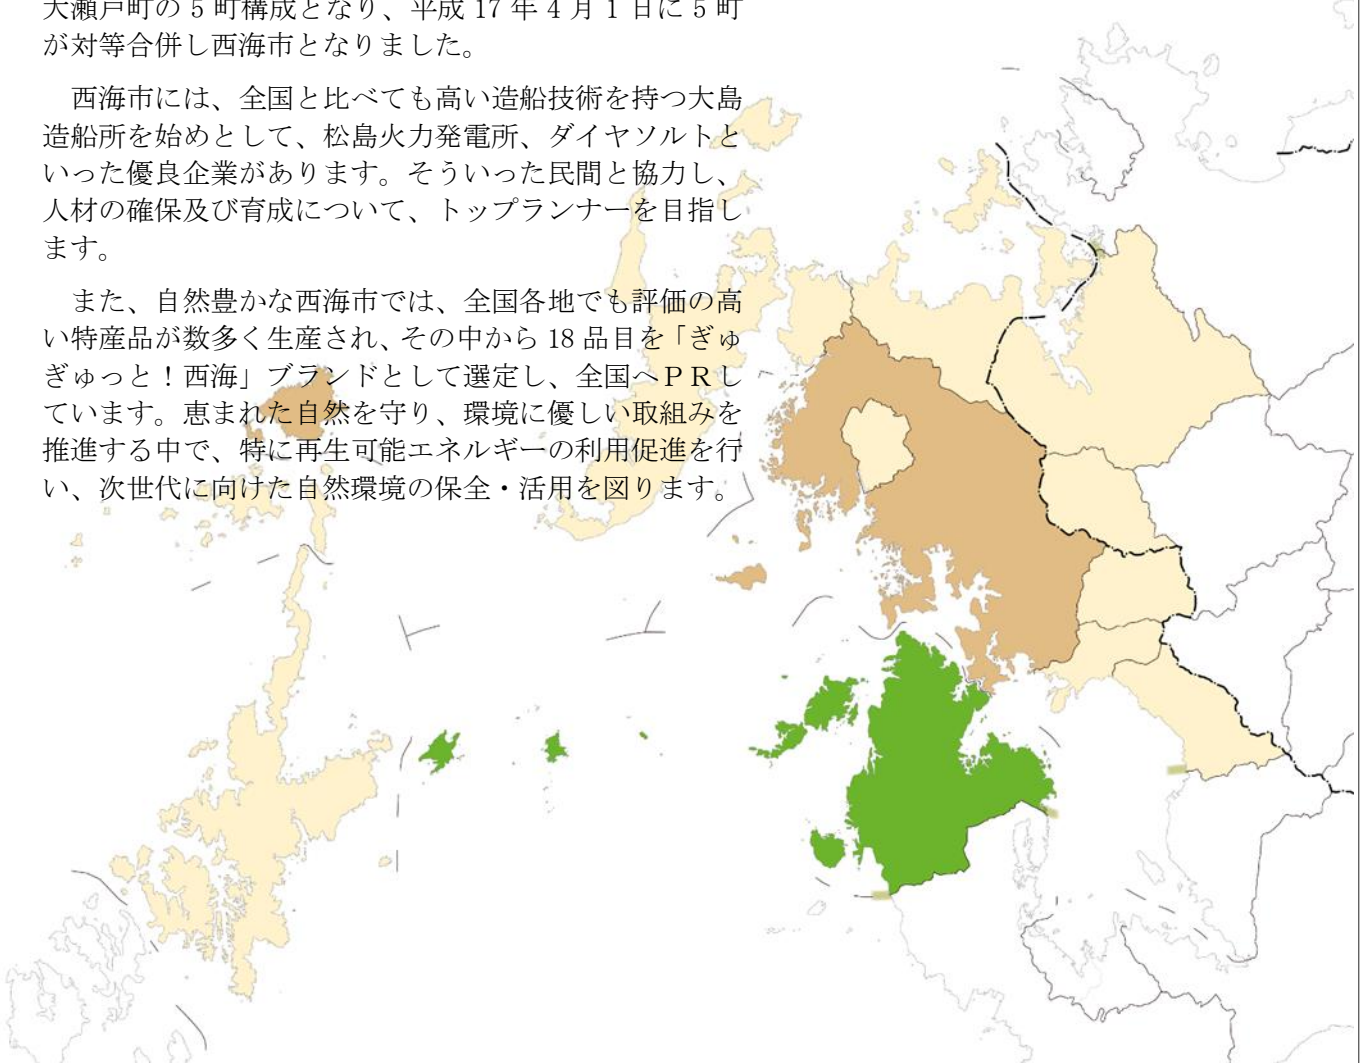 大瀬戸町の 5 町構成となり、平成 17 年 4 月 1 日に 5 町
が対等合併し西海市となりました。
西海市には、全国と比べても高い造船技術を持つ大島
造船所を始めとして、松島火力発電所、ダイヤソルトと
いった優良企業があります。そういった民間と協力し、
人材の確保及び育成について、トップランナーを目指し
ます。
また、自然豊かな西海市では、全国各地でも評価の高
い特産品が数多く生産され、その中から 18 品目を「ぎゅ
ぎゅっと！西海」ブランドとして選定し、全国へＰＲし
ています。恵まれた自然を守り、環境に優しい取組みを
推進する中で、特に再生可能エネルギーの利用促進を行
い、次世代に向けた自然環境の保全・活用を図ります。